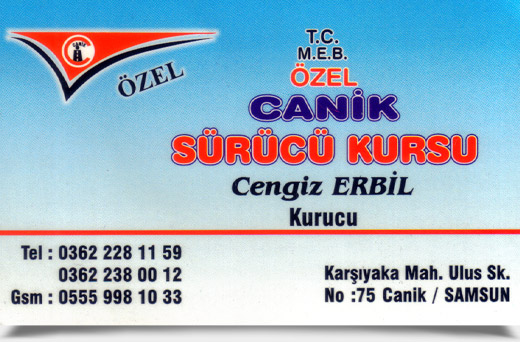 CANİK
ÖZEL
T.C.
M.E.B.
ÖZEL
CANİK
SÜRÜCÜ KURSU
Cengiz ERBİL
Kurucu
Tel : 0362 228 11 59
0362 238 00 12
Gsm : 0555 998 10 33
Karşıyaka Mah. Ulus Sk.
No :75 Canik / SAMSUN